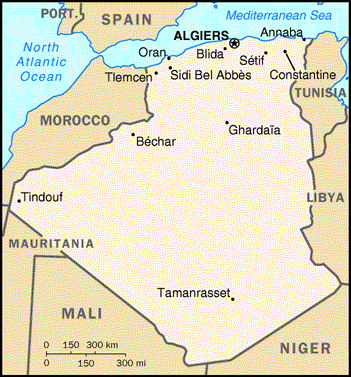 PORT.
SPAIN
Mediterranean Sea
North
Atlantic
Ocean
ALGIERS
Annaba
Oran
Blida
Tlemcen
Sidi Bel Abbès
Sétif
Constantine
TUNISIA
MOROCCO
Béchar
Ghardaïa
Tindouf
LIBYA
MAURITANIA
Tamanrasset
MALI
NIGER
0 150 300 km
0 150 300 mi